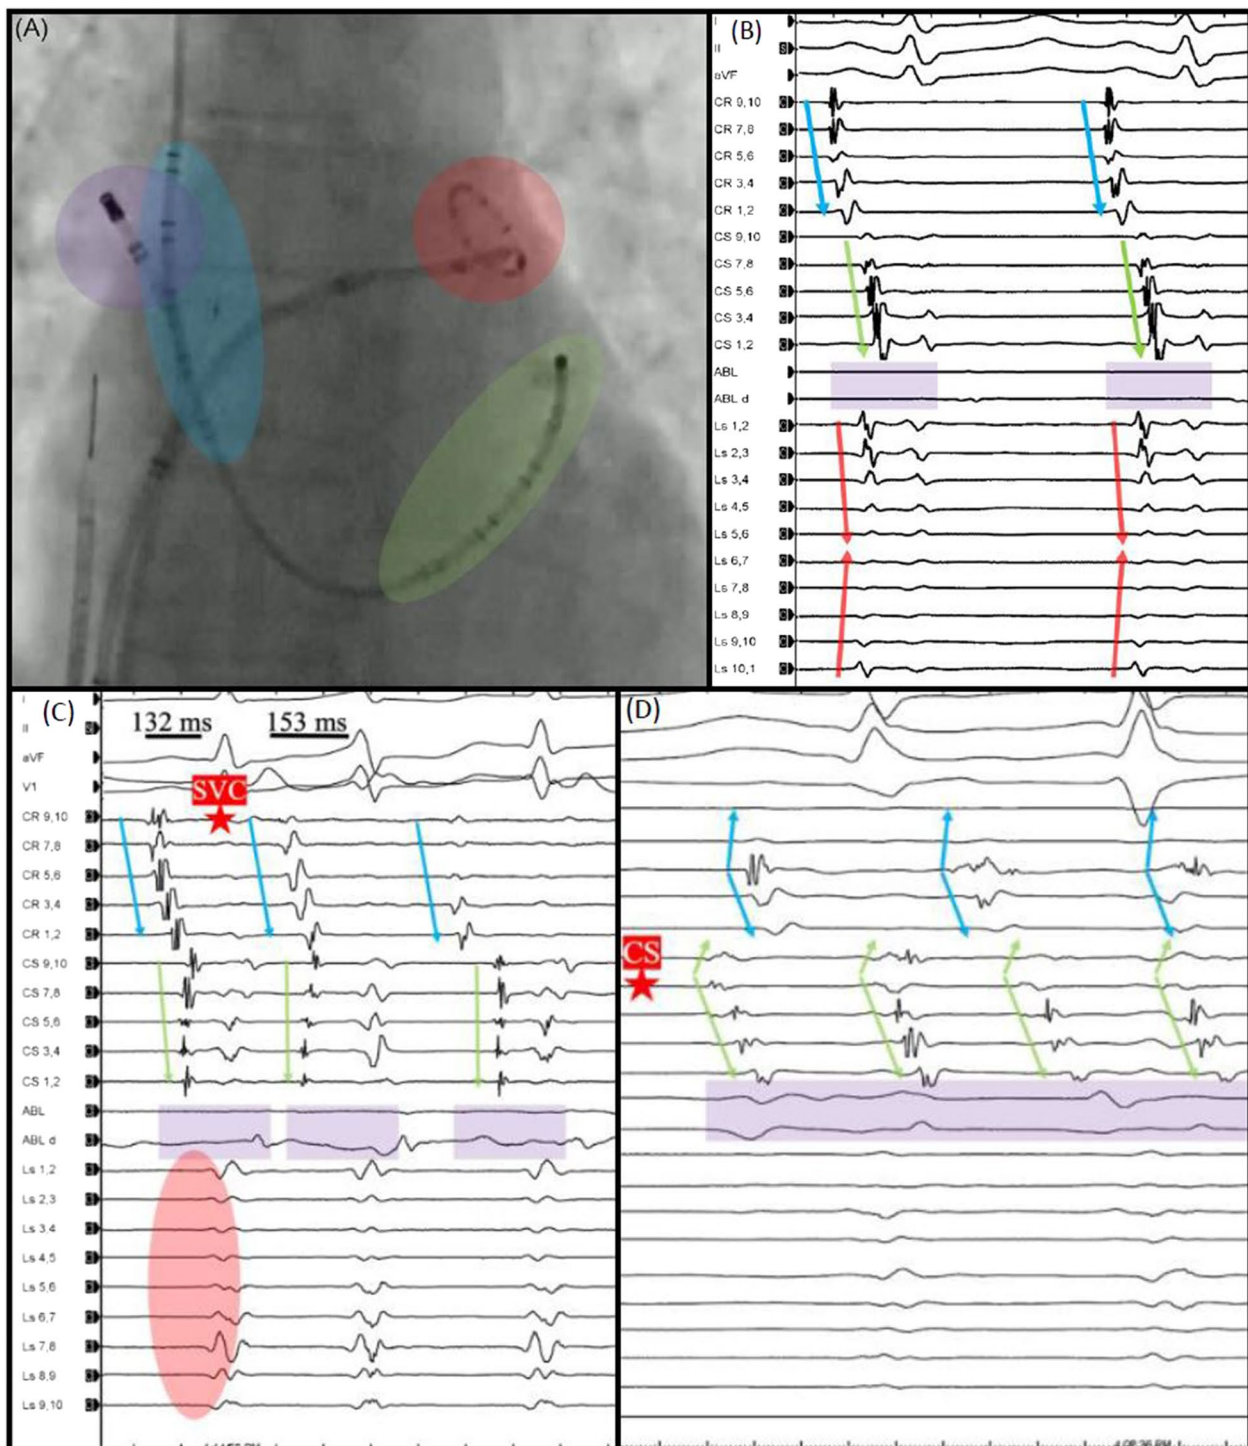 (A)
(B)
I
II
aVF
CR 9,10
CR 7,8
CR 5,6
CR 3,4
CR 1,2
CS 9,10
CS 7,8
CS 5,6
CS 3,4
CS 1,2
ABL
ABL d
Ls 1,2
Ls 2,3
Ls 3,4
Ls 4,5
Ls 5,6
Ls 6,7
Ls 7,8
Ls 8,9
Ls 9,10
Ls 10,1
(C)
132 ms 153 ms
I
II
aVF
V1
SVC
CR 9,10
CR 7,8
CR 5,6
CR 3,4
CR 1,2
CS 9,10
CS 7,8
CS 5,6
CS 3,4
CS 1,2
ABL
ABL d
Ls 1,2
Ls 2,3
Ls 3,4
Ls 4,5
Ls 5,6
Ls 6,7
Ls 7,8
Ls 8,9
Ls 9,10
(D)
CS